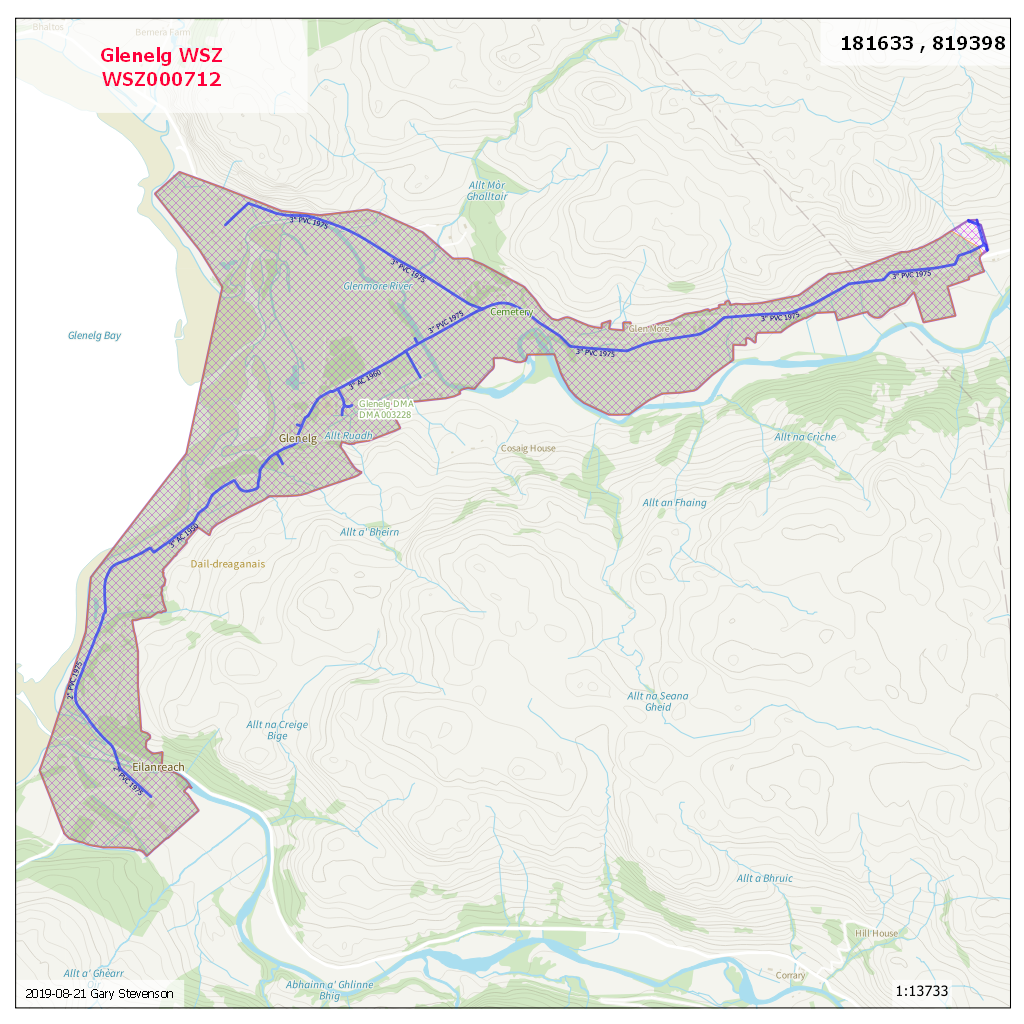 Bhaltos
Bernera Farm
Glenelg WSZ
WSZ000712
181633 , 819398
Allt Mòr
Ghalltair
3" PVC 1975
3" PVC 1975
3" PVC 1975
Glenmore River
Cemetery
3" PVC 1975
Glen More
3" PVC 1975
3" PVC 1975
Glenelg Bay
3" AC 1960
Glenelg DMA
DMA003228
Glenelg
Allt Ruadh
Allt na Crìche
Cosaig House
Allt an Fhaing
3" AC 1960
Allt a' Bheirn
Dail-dreaganais
2" PVC 1975
Allt na Seana
Gheid
Allt na Creige
Bige
Eilanreach
2" PVC 1975
Allt a Bhruic
Hill House
Allt a' Ghèarr
Corrary
Abhainn a' Ghlinne
Bhig
2019-08-21 Gary Stevenson
1:13733